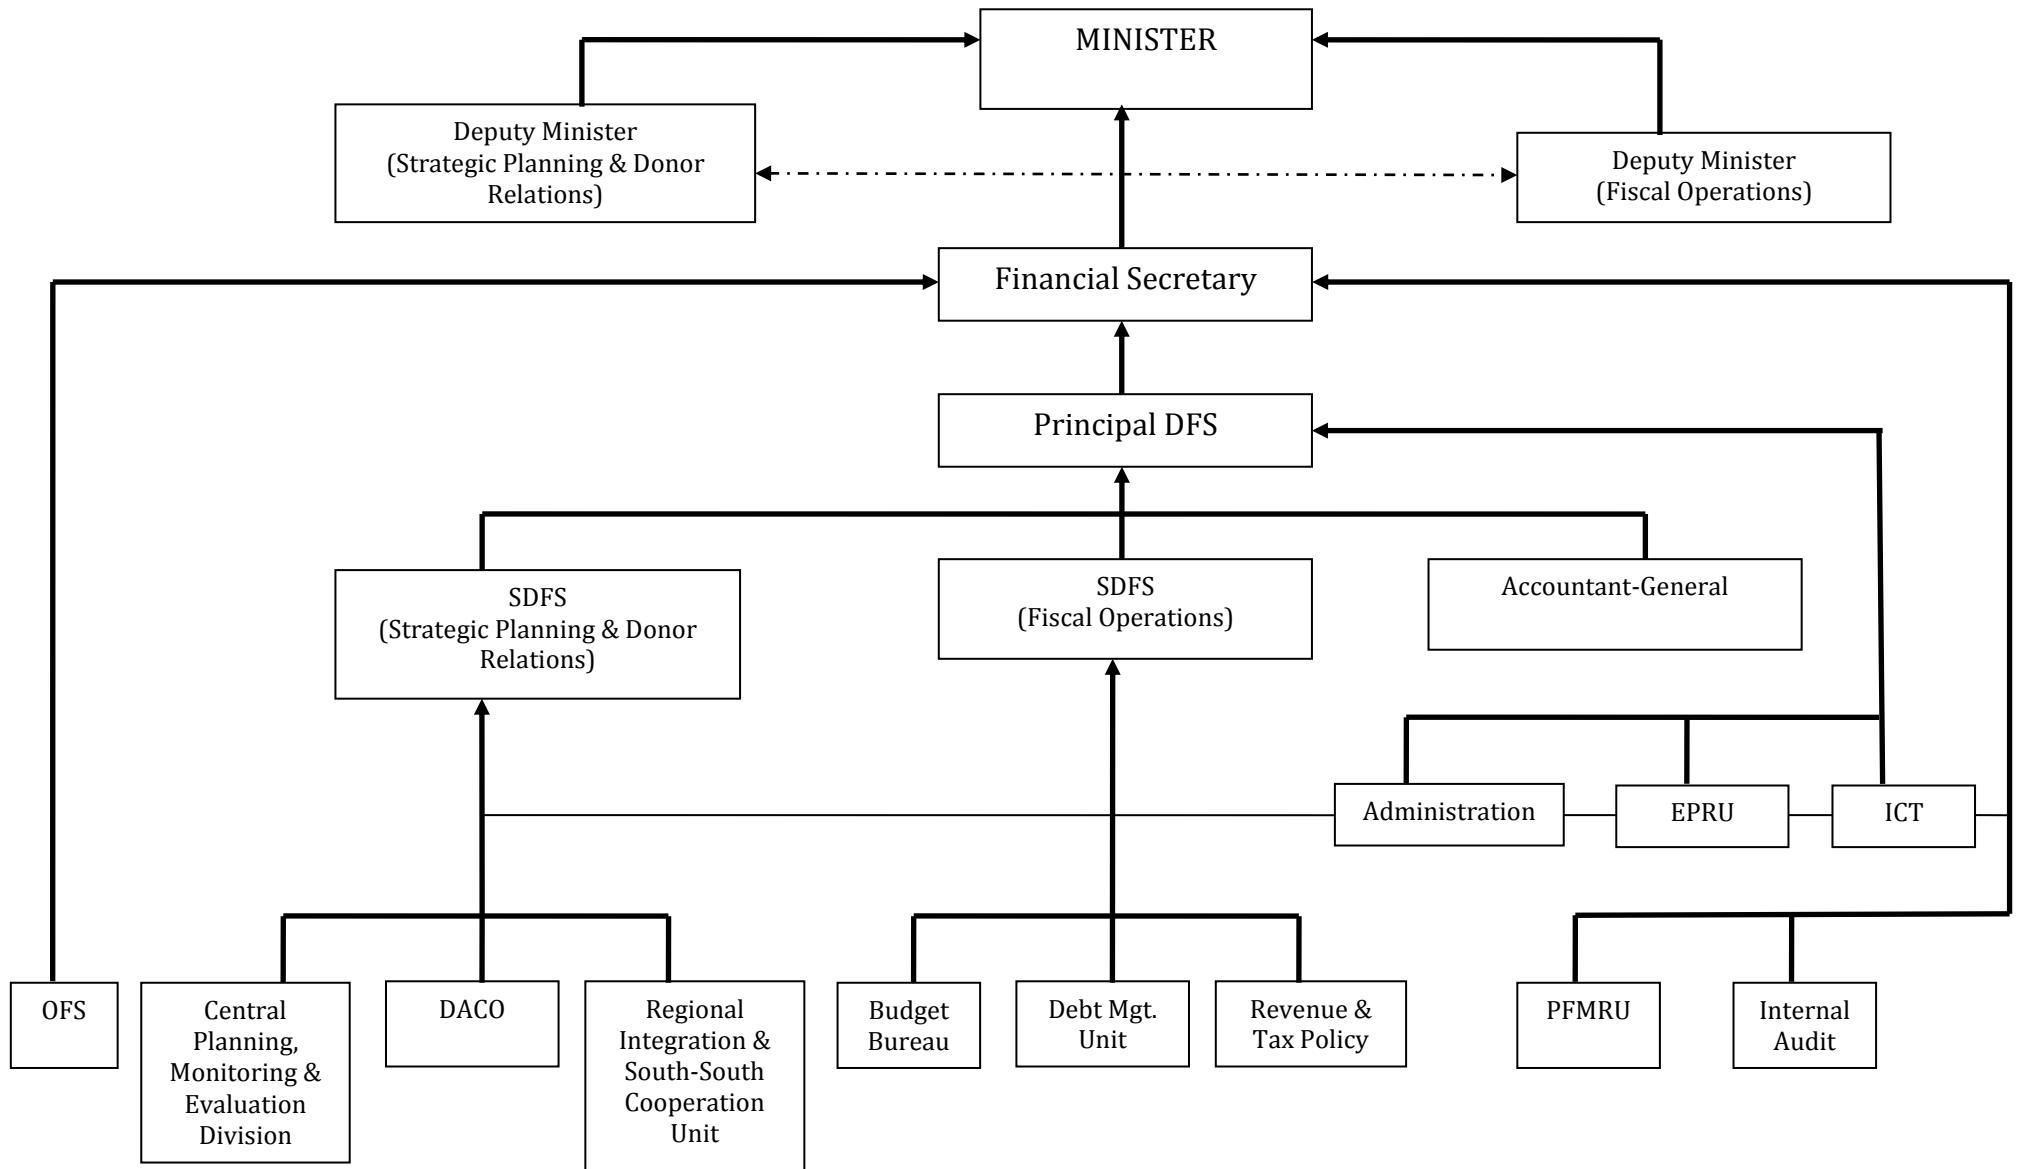 MINISTER
Deputy Minister
(Strategic Planning & Donor
Relations)
Deputy Minister
(Fiscal Operations)
Financial Secretary
Principal DFS
SDFS
(Strategic Planning & Donor
Relations)
SDFS
(Fiscal Operations)
Accountant-General
Administration
EPRU
ICT
OFS
Central
Planning,
Monitoring &
Evaluation
Division
DACO
Regional
Integration &
South-South
Cooperation
Unit
Budget
Bureau
Debt Mgt.
Unit
Revenue &
Tax Policy
PFMRU
Internal
Audit